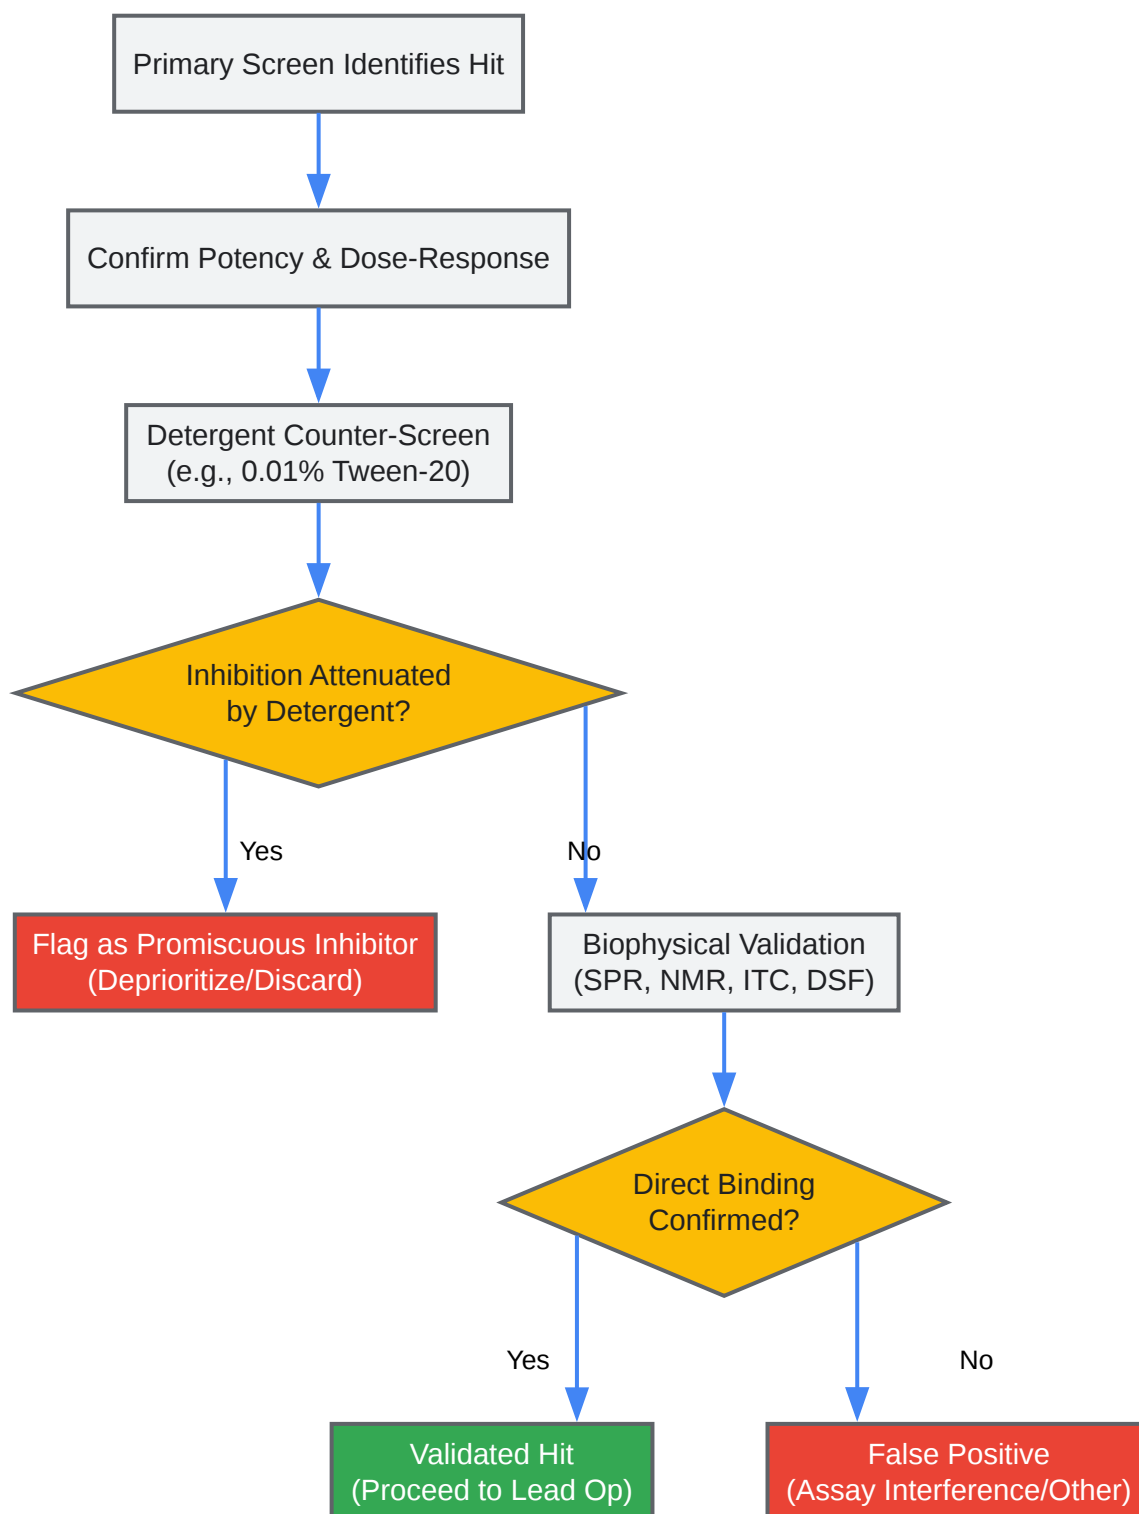 Primary Screen Identifies Hit
Confirm Potency & Dose-Response
Detergent Counter-Screen
(e.g., 0.01% Tween-20)
Inhibition Attenuated
by Detergent?
Yes
No
Flag as Promiscuous Inhibitor
(Deprioritize/Discard)
Biophysical Validation
(SPR, NMR, ITC, DSF)
Direct Binding
Confirmed?
Yes
No
Validated Hit
(Proceed to Lead Op)
False Positive
(Assay Interference/Other)